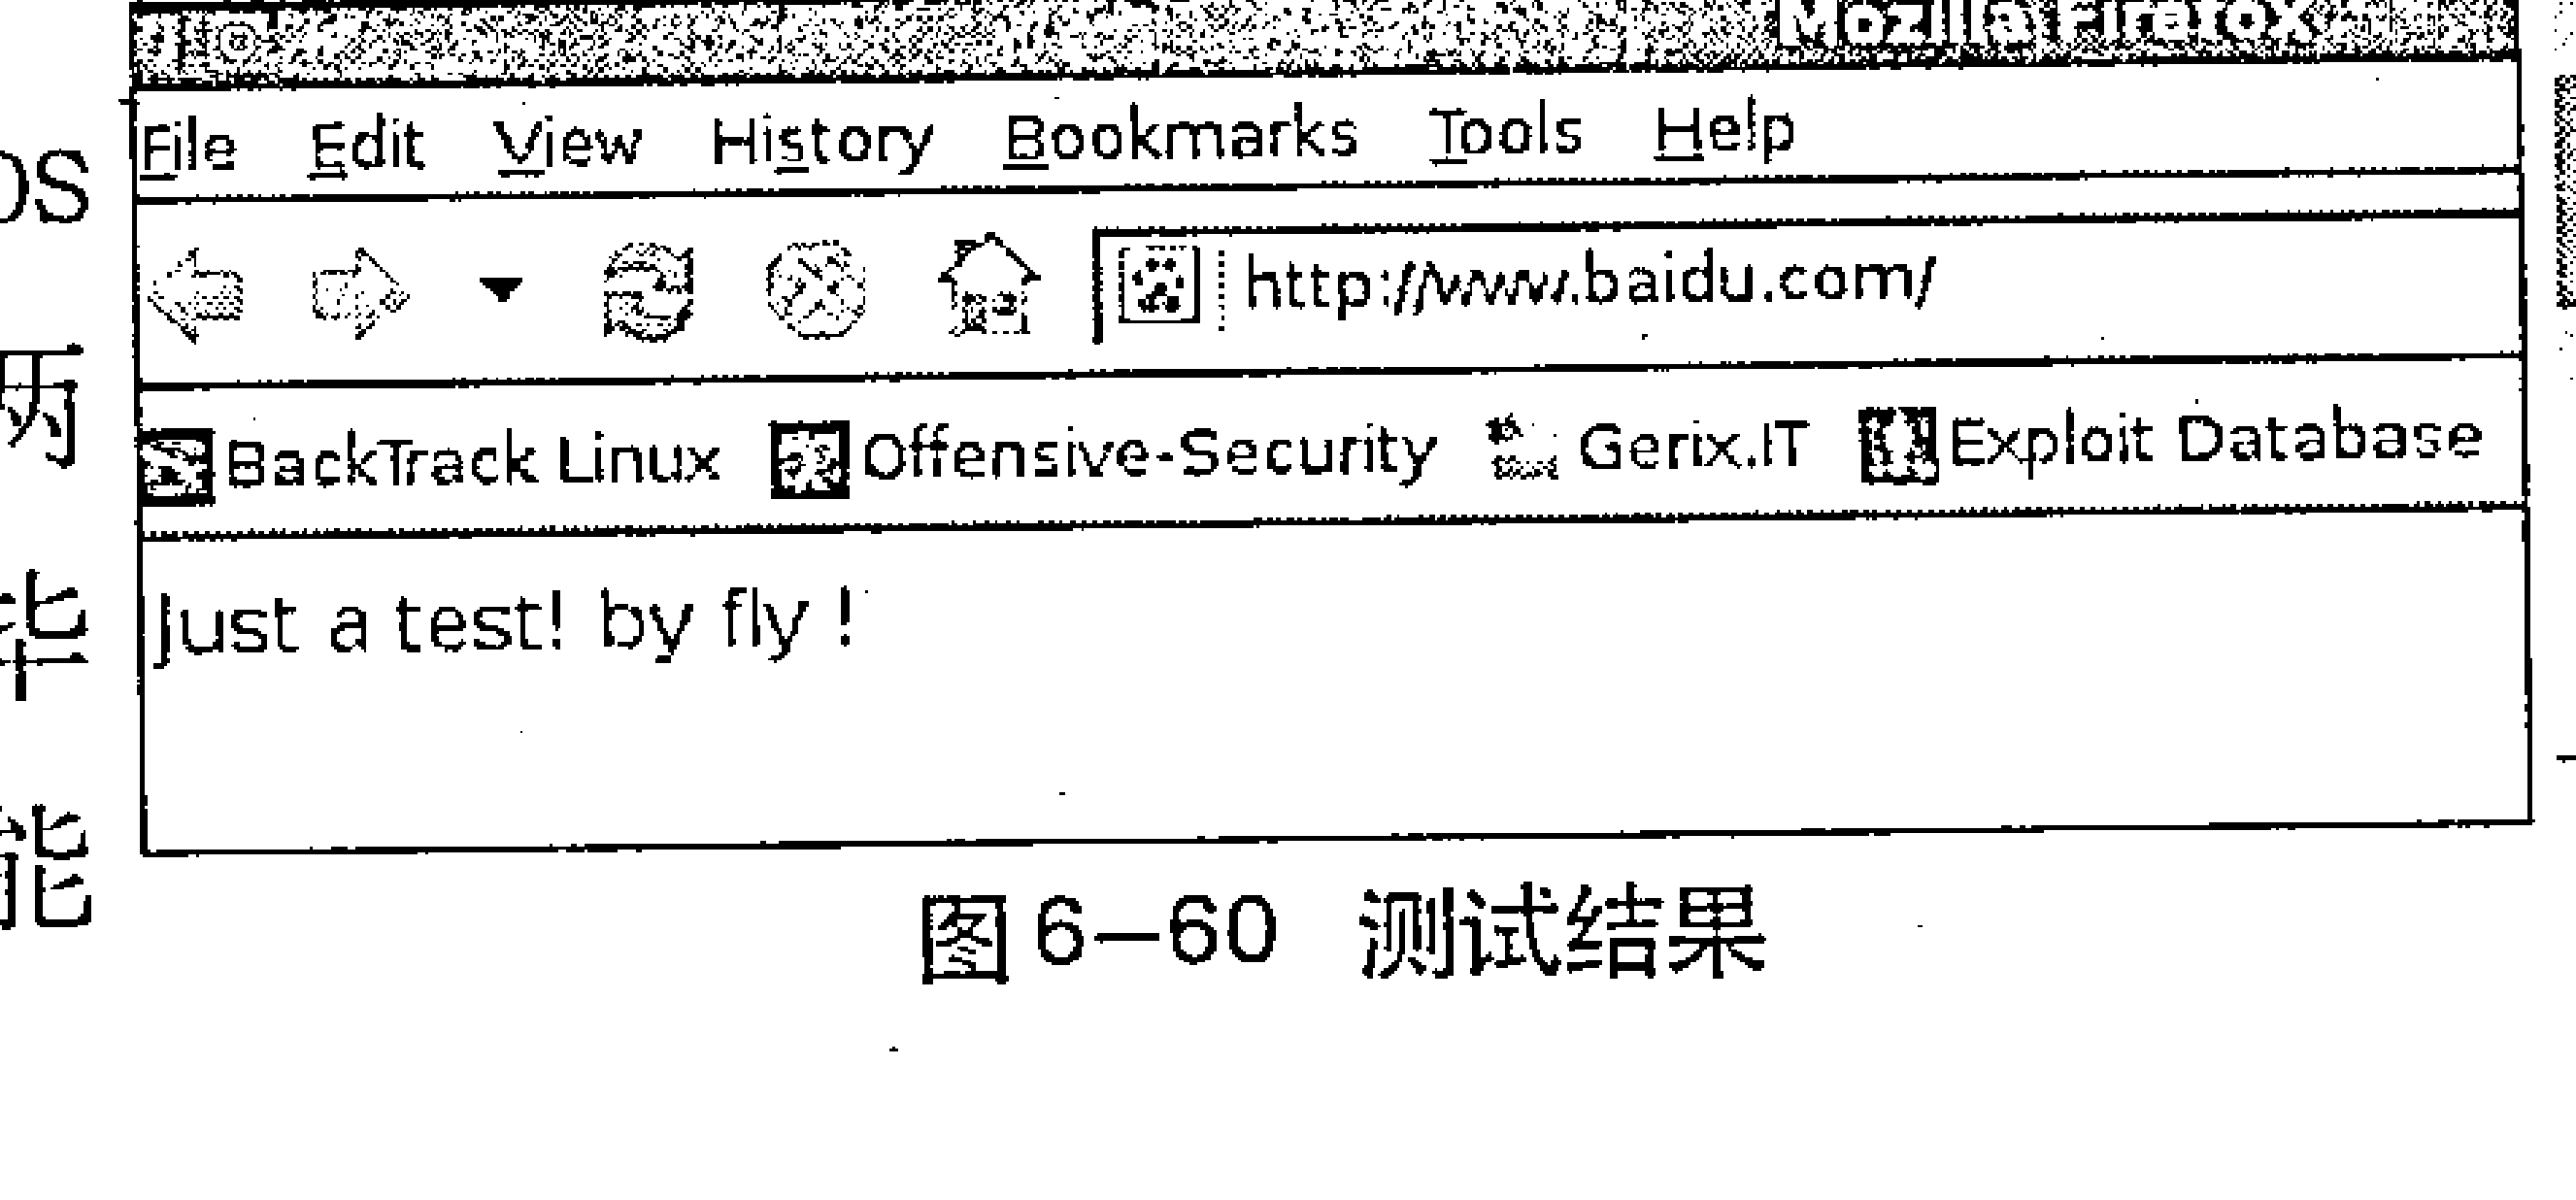 Mozilla Firefox
File Edit View History Bookmarks Tools Help
http://www.baidu.com/
BackTrack Linux Offensive-Security Gerix.IT Exploit Database
Just a test! by fly !
图 6-60 测试结果
能